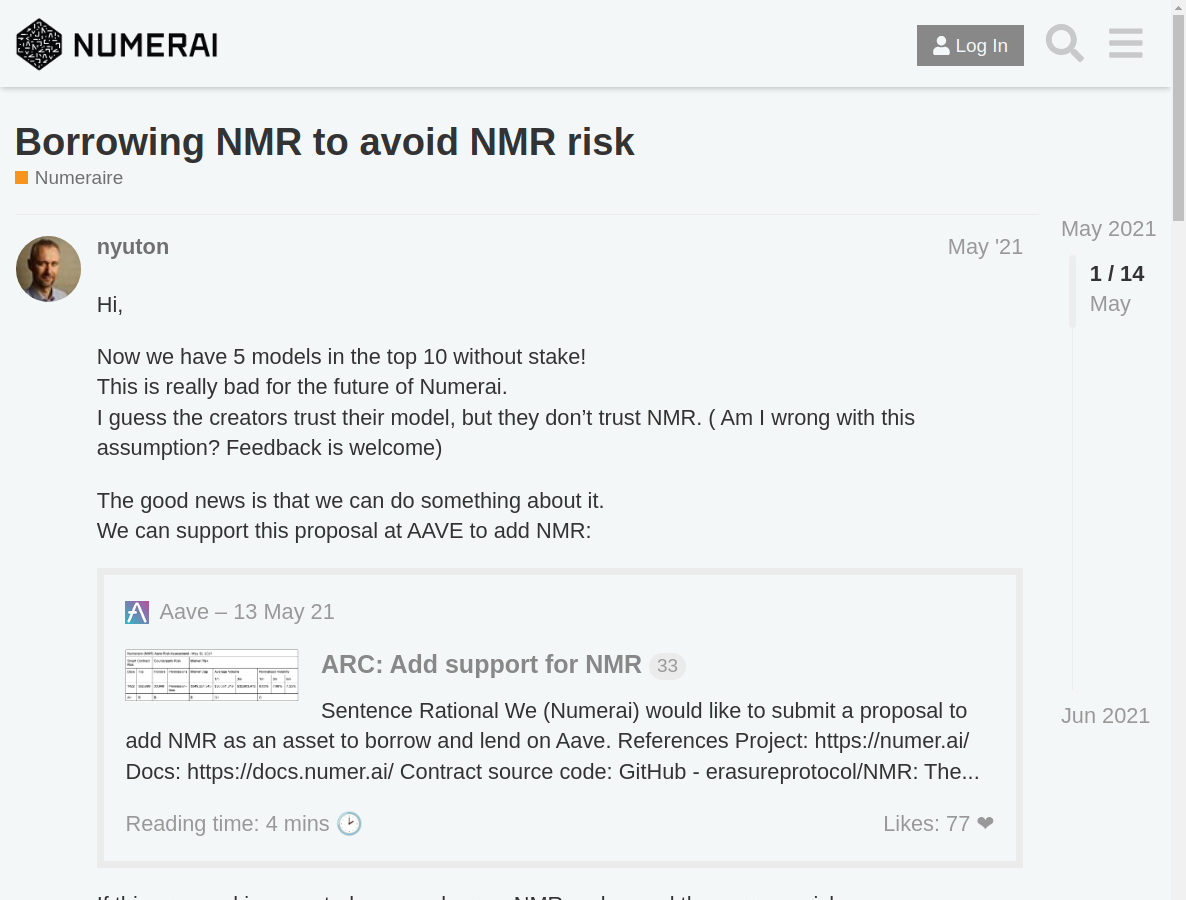 NUMERAI
Log In
Borrowing NMR to avoid NMR risk
Numeraire
nyuton
May '21
Hi,
Now we have 5 models in the top 10 without stake!
This is really bad for the future of Numerai.
I guess the creators trust their model, but they don’t trust NMR. ( Am I wrong with this
assumption? Feedback is welcome)
The good news is that we can do something about it.
We can support this proposal at AAVE to add NMR:
Aave – 13 May 21
ARC: Add support for NMR 33
Sentence Rational We (Numerai) would like to submit a proposal to
add NMR as an asset to borrow and lend on Aave. References Project: https://numer.ai/
Docs: https://docs.numer.ai/ Contract source code: GitHub - erasureprotocol/NMR: The...
Reading time: 4 mins 🕑
Likes: 77 ❤
May 2021
1 / 14
May
Jun 2021